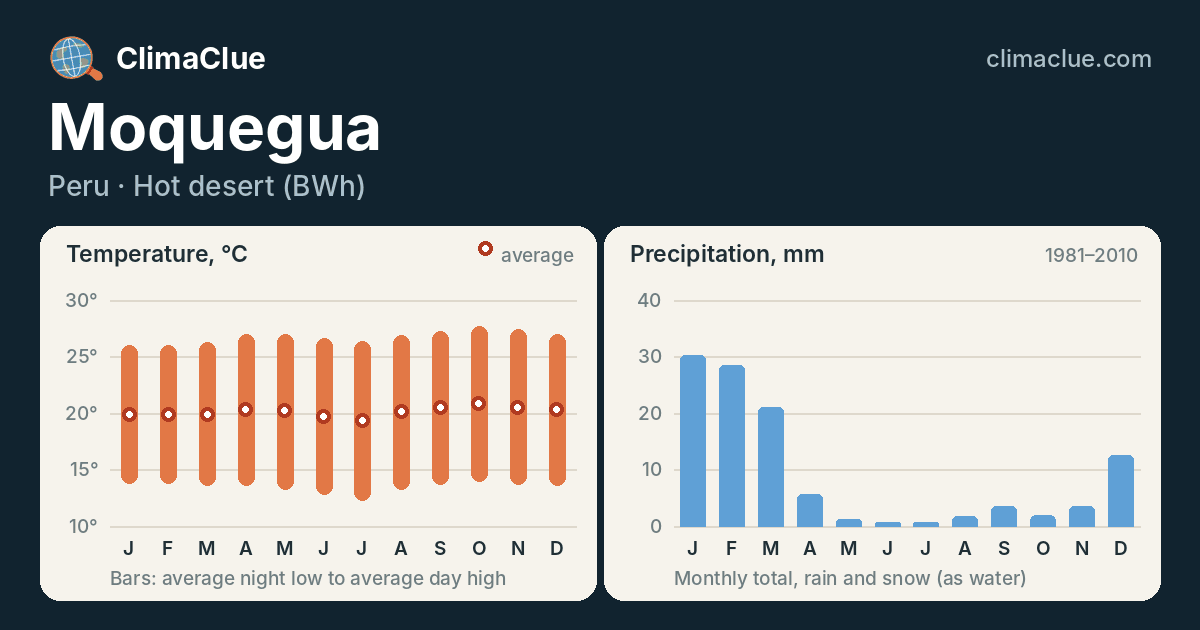 ClimaClue
climaclue.com
Moquegua
Peru · Hot desert (BWh)
Temperature, °C
average
30°
25°
20°
15°
10°
J F M A M J J A S O N D
Bars: average night low to average day high
Precipitation, mm
1981–2010
40
30
20
10
0
J F M A M J J A S O N D
Monthly total, rain and snow (as water)